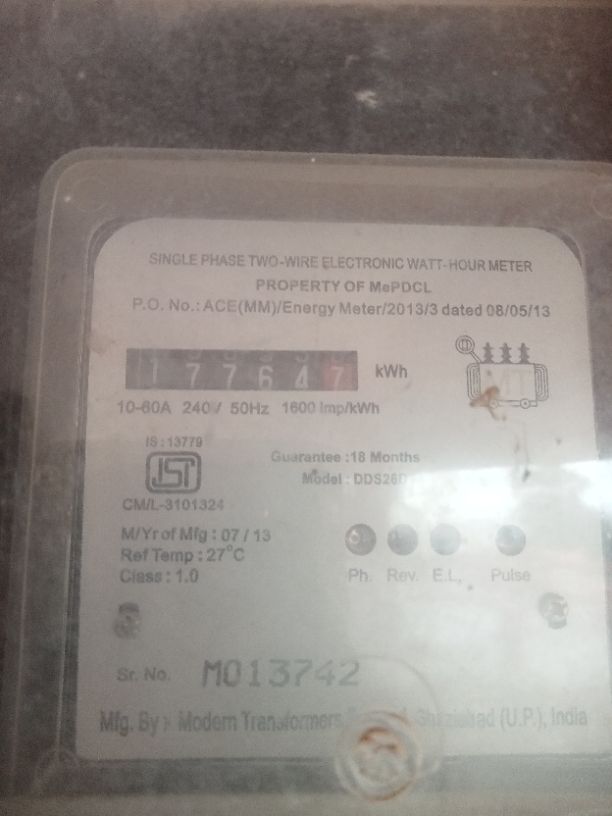 SINGLE PHASE TWO-WIRE ELECTRONIC WATT-HOUR METER
PROPERTY OF MePDCL
P.O. No.: ACE(MM)/Energy Meter/2013/3 dated 08/05/13
177647 kWh
10-60A 240 / 50Hz 1600 Imp/kWh
MT
IS : 13779
ISI
CM/L-3101324
Guarantee :18 Months
Model : DDS26D
M/Yr of Mfg : 07 / 13
Ref Temp : 27°C
Class : 1.0
Ph. Rev. E.L, Pulse
Sr. No. M013742
Mfg. By : Modern Transformers Ghaziabad (U.P.), India